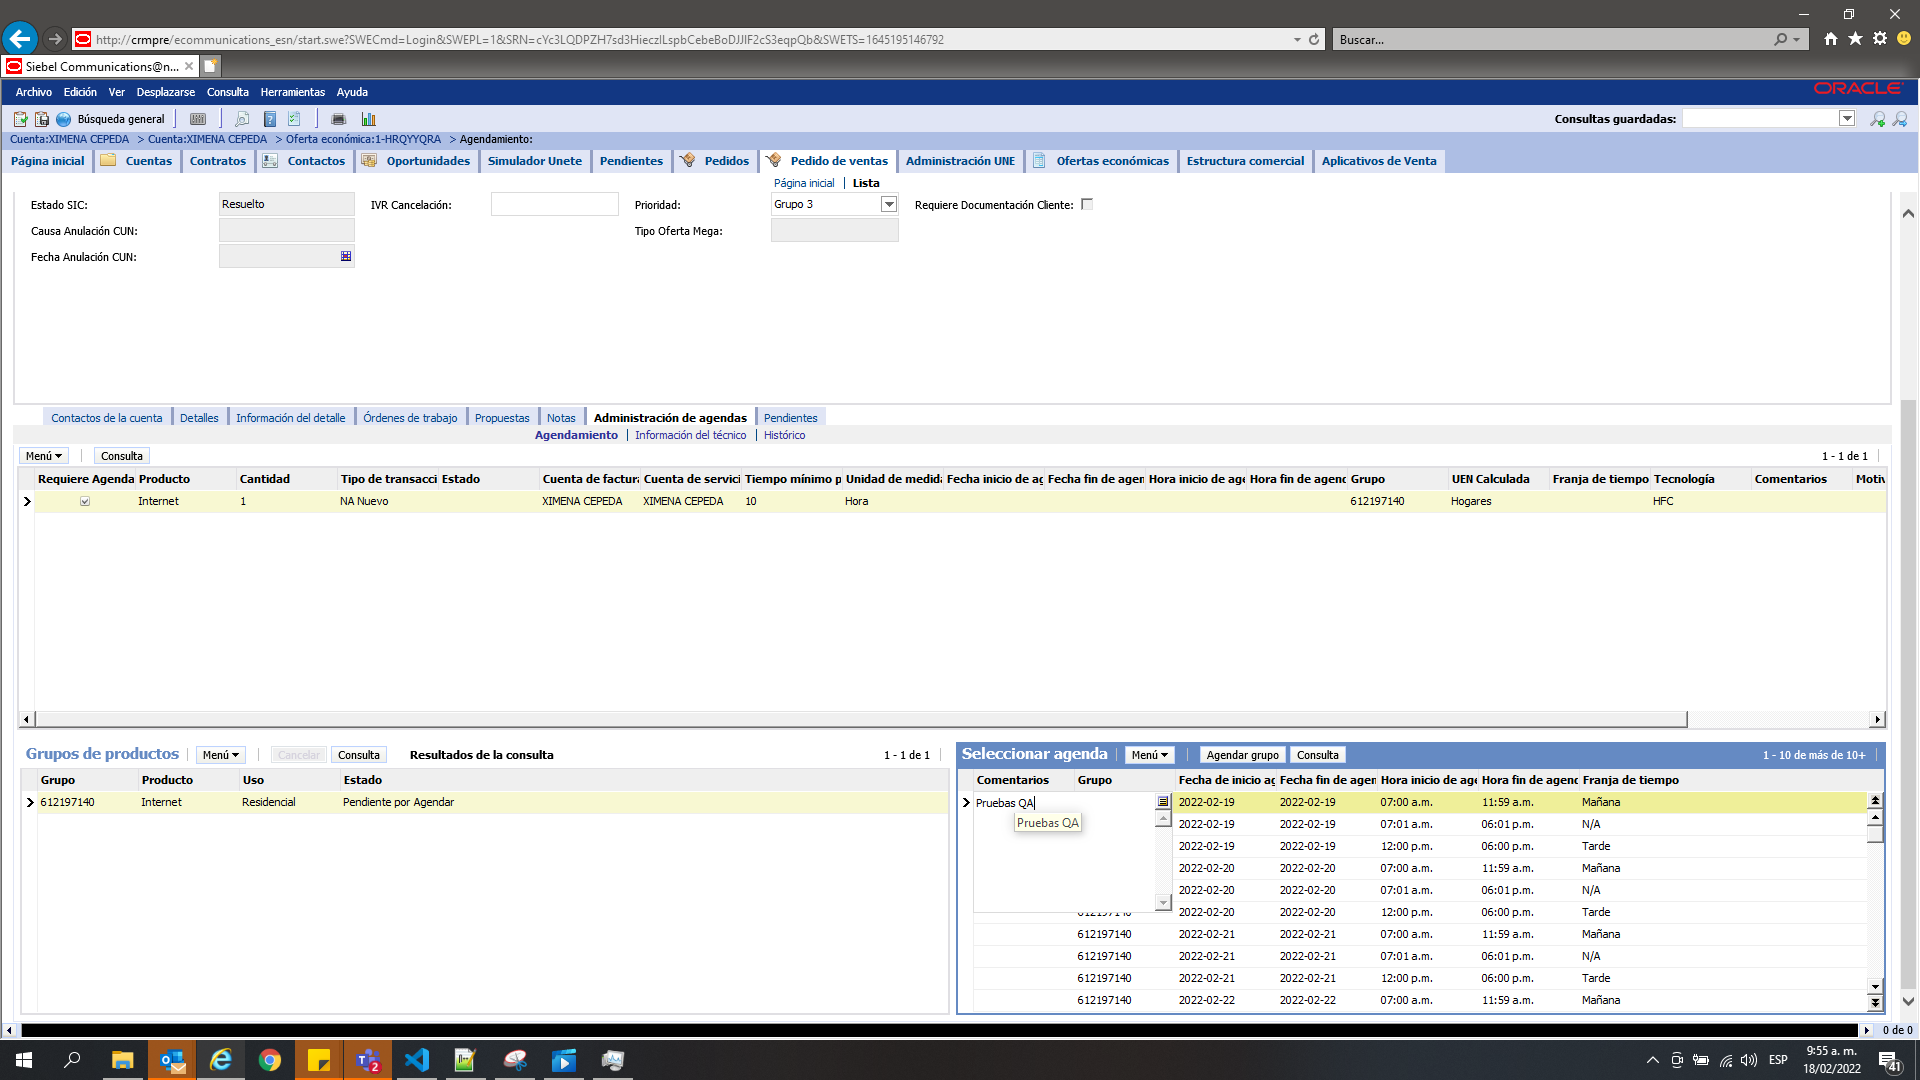 http://crmpre/ecommunications_esn/start.swe?SWECmd=Login&SWEPL=1&SRN=cYc3LQDPZH7sd3HieczILspbCebeBoDJJIF2cS3eqpQb&SWETS=1645195146792
Buscar...
Siebel Communications@n...
Archivo Edición Ver Desplazarse Consulta Herramientas Ayuda
ORACLE
Búsqueda general
Consultas guardadas:
Cuenta:XIMENA CEPEDA > Cuenta:XIMENA CEPEDA > Oferta económica:1-HRQYYQRA > Agendamiento:
Página inicial Cuentas Contratos Contactos Oportunidades Simulador Unete Pendientes Pedidos Pedido de ventas Administración UNE Ofertas económicas Estructura comercial Aplicativos de Venta
Página inicial Lista
Estado SIC: Resuelto IVR Cancelación: Prioridad: Grupo 3 Requiere Documentación Cliente:
Causa Anulación CUN: Tipo Oferta Mega:
Fecha Anulación CUN:
Contactos de la cuenta Detalles Información del detalle Órdenes de trabajo Propuestas Notas Administración de agendas Pendientes
Agendamiento Información del técnico Histórico
Menú Consulta 1 - 1 de 1
Requiere Agenda Producto Cantidad Tipo de transacci Estado Cuenta de factur Cuenta de servici Tiempo mínimo p Unidad de medid Fecha inicio de ag Fecha fin de agen Hora inicio de age Hora fin de agenc Grupo UEN Calculada Franja de tiempo Tecnología Comentarios Motiv
Internet 1 NA Nuevo XIMENA CEPEDA XIMENA CEPEDA 10 Hora 612197140 Hogares HFC
Grupos de productos Menú Cancelar Consulta Resultados de la consulta 1 - 1 de 1
Grupo Producto Uso Estado
612197140 Internet Residencial Pendiente por Agendar
Seleccionar agenda Menú Agendar grupo Consulta 1 - 10 de más de 10+
Comentarios Grupo Fecha de inicio ag Fecha fin de agen Hora inicio de age Hora fin de agenc Franja de tiempo
Pruebas QA 2022-02-19 2022-02-19 07:00 a.m. 11:59 a.m. Mañana
Pruebas QA
2022-02-19 2022-02-19 07:01 a.m. 06:01 p.m. N/A
2022-02-19 2022-02-19 12:00 p.m. 06:00 p.m. Tarde
2022-02-20 2022-02-20 07:00 a.m. 11:59 a.m. Mañana
2022-02-20 2022-02-20 07:01 a.m. 06:01 p.m. N/A
612197140 2022-02-20 2022-02-20 12:00 p.m. 06:00 p.m. Tarde
612197140 2022-02-21 2022-02-21 07:00 a.m. 11:59 a.m. Mañana
612197140 2022-02-21 2022-02-21 07:01 a.m. 06:01 p.m. N/A
612197140 2022-02-21 2022-02-21 12:00 p.m. 06:00 p.m. Tarde
612197140 2022-02-22 2022-02-22 07:00 a.m. 11:59 a.m. Mañana
0 de 0
2
ESP
9:55 a. m.
18/02/2022
41